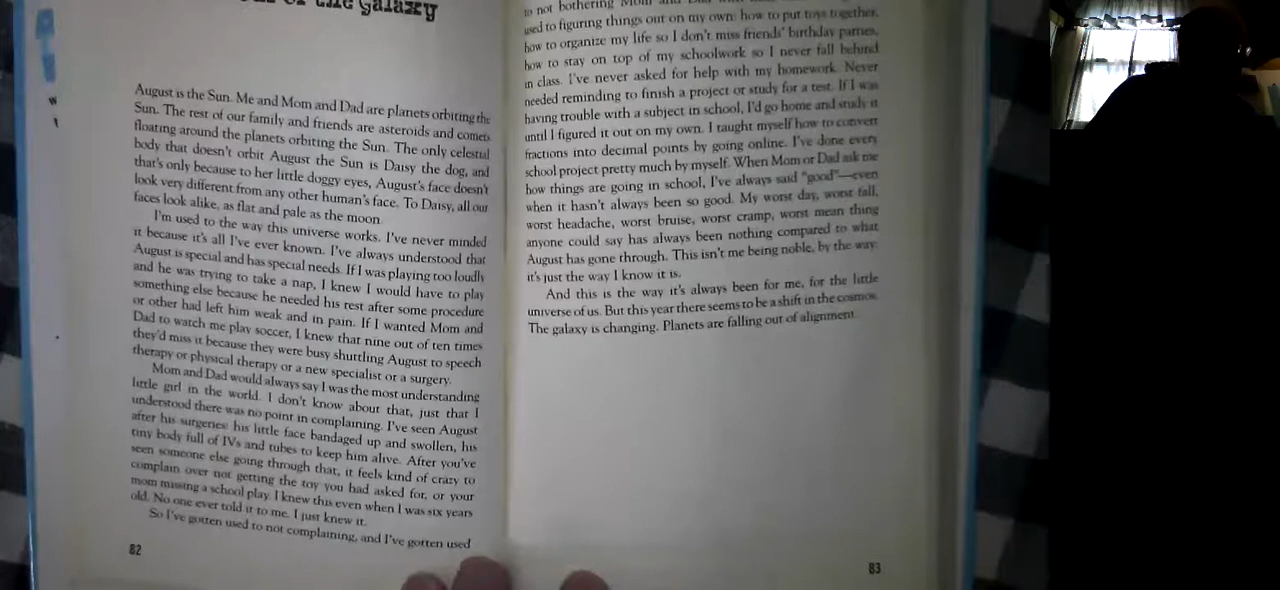 of the Galaxy
August is the Sun. Me and Mom and Dad are planets orbiting the
Sun. The rest of our family and friends are asteroids and comets
floating around the planets orbiting the Sun. The only celestial
body that doesn't orbit August the Sun is Daisy the dog, and
that's only because to her little doggy eyes, August's face doesn't
look very different from any other human's face. To Daisy, all our
faces look alike, as flat and pale as the moon.
I'm used to the way this universe works. I've never minded
it because it's all I've ever known. I've always understood that
August is special and has special needs. If I was playing too loudly
and he was trying to take a nap, I knew I would have to play
something else because he needed his rest after some procedure
or other had left him weak and in pain. If I wanted Mom and
Dad to watch me play soccer, I knew that nine out of ten times
they'd miss it because they were busy shuttling August to speech
therapy or physical therapy or a new specialist or a surgery.
Mom and Dad would always say I was the most understanding
little girl in the world. I don't know about that, just that I
understood there was no point in complaining. I've seen August
after his surgeries: his little face bandaged up and swollen, his
tiny body full of IVs and tubes to keep him alive. After you've
seen someone else going through that, it feels kind of crazy to
complain over not getting the toy you had asked for, or your
mom missing a school play. I knew this even when I was six years
old. No one ever told it to me. I just knew it.
So I've gotten used to not complaining, and I've gotten used
82
to not bothering Mom and Dad with
used to figuring things out on my own: how to put toys together,
how to organize my life so I don't miss friends' birthday parties,
how to stay on top of my schoolwork so I never fall behind
in class. I've never asked for help with my homework. Never
needed reminding to finish a project or study for a test. If I was
having trouble with a subject in school, I'd go home and study it
until I figured it out on my own. I taught myself how to convert
fractions into decimal points by going online. I've done every
school project pretty much by myself. When Mom or Dad ask me
how things are going in school, I've always said "good"—even
when it hasn't always been so good. My worst day, worst fall,
worst headache, worst bruise, worst cramp, worst mean thing
anyone could say has always been nothing compared to what
August has gone through. This isn't me being noble, by the way:
it's just the way I know it is.
And this is the way it's always been for me, for the little
universe of us. But this year there seems to be a shift in the cosmos.
The galaxy is changing. Planets are falling out of alignment.
83